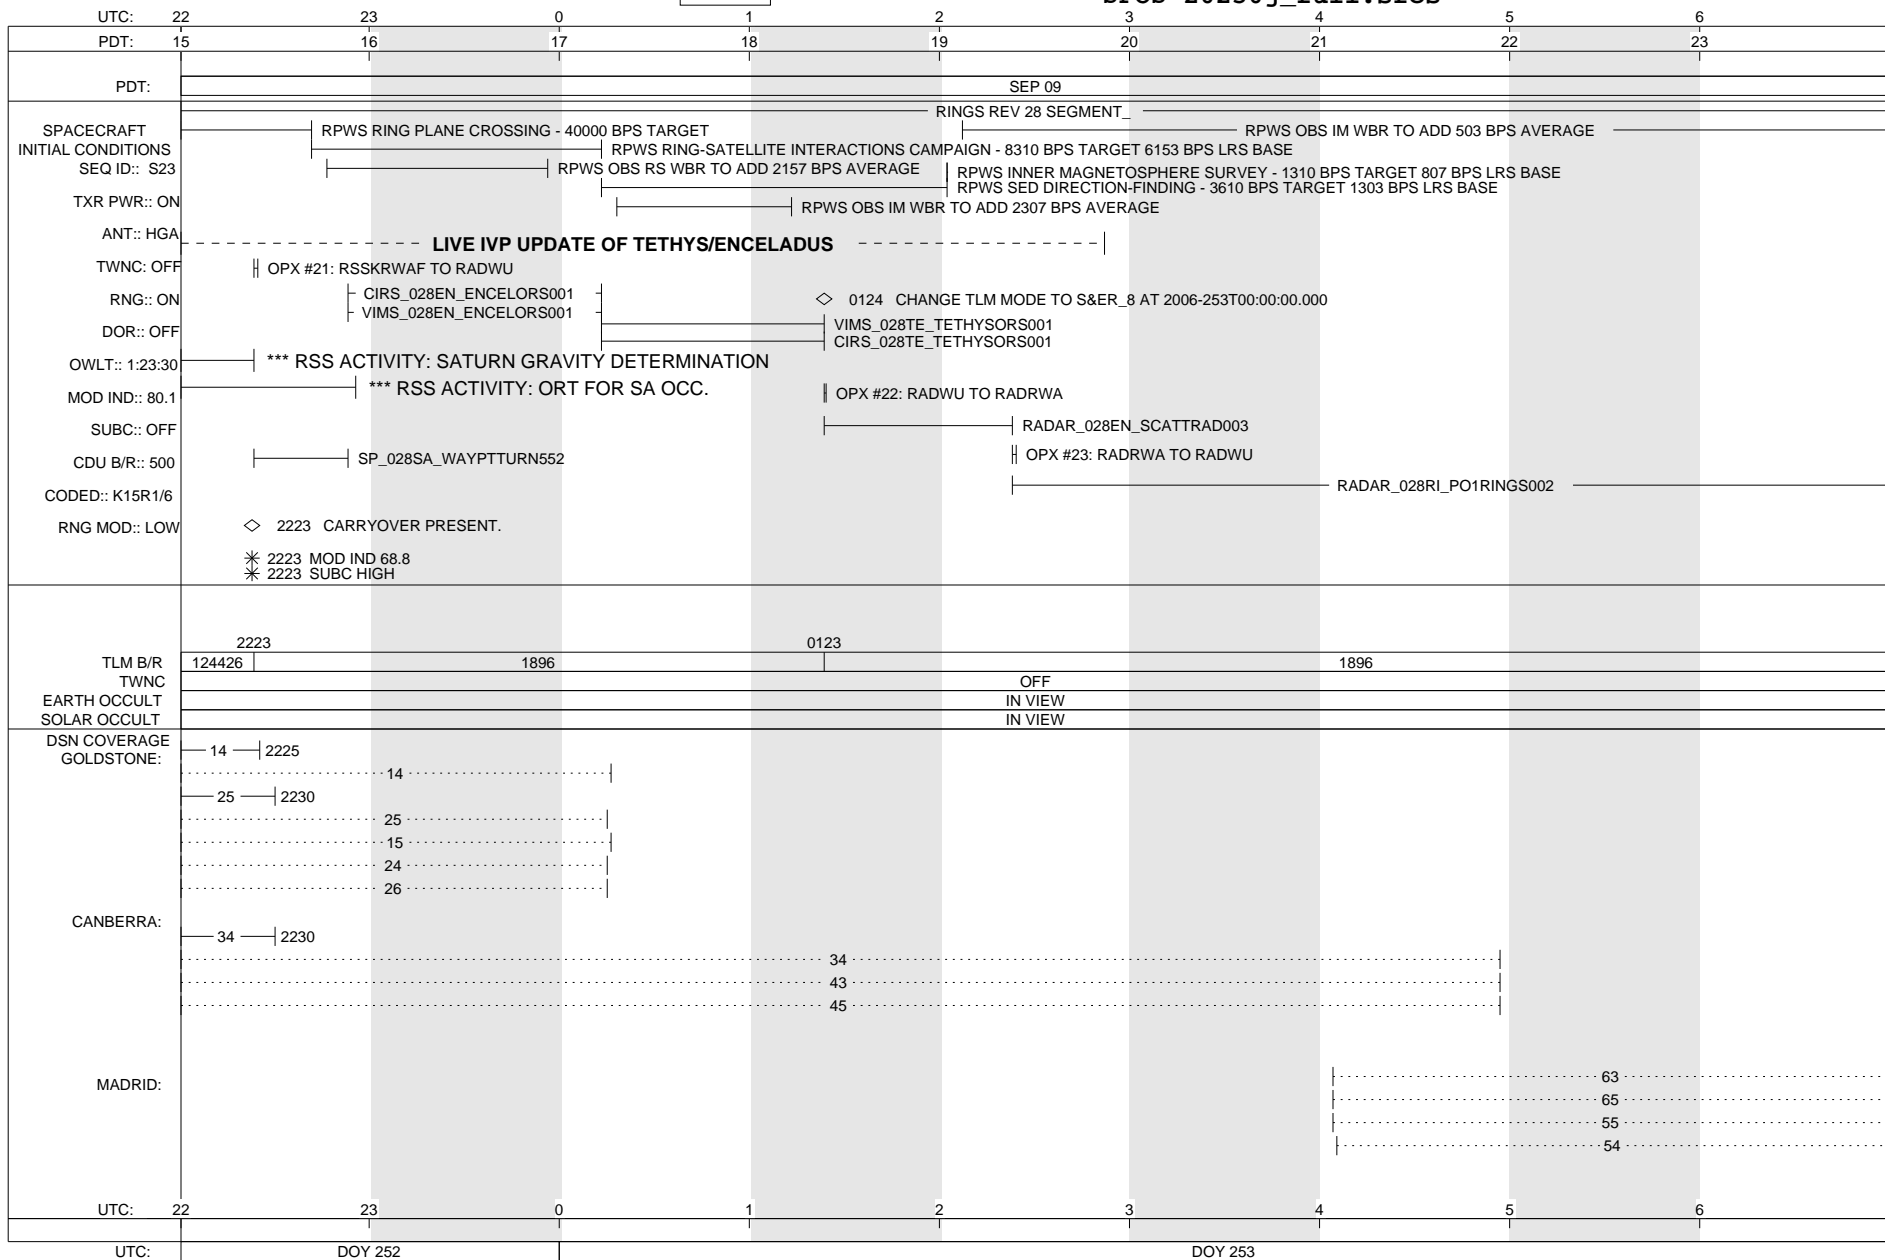 UTC: 22 23 0 1 2 3 4 5 6
PDT: 15 16 17 18 19 20 21 22 23
PDT: SEP 09
RINGS REV 28 SEGMENT_
SPACECRAFT
INITIAL CONDITIONS
SEQ ID:: S23
TXR PWR:: ON
ANT:: HGA
TWNC: OFF
RNG:: ON
DOR:: OFF
OWLT:: 1:23:30
MOD IND:: 80.1
SUBC:: OFF
CDU B/R:: 500
CODED:: K15R1/6
RNG MOD:: LOW
RPWS RING PLANE CROSSING - 40000 BPS TARGET
RPWS OBS IM WBR TO ADD 503 BPS AVERAGE
RPWS RING-SATELLITE INTERACTIONS CAMPAIGN - 8310 BPS TARGET 6153 BPS LRS BASE
RPWS OBS RS WBR TO ADD 2157 BPS AVERAGE
RPWS INNER MAGNETOSPHERE SURVEY - 1310 BPS TARGET 807 BPS LRS BASE
RPWS SED DIRECTION-FINDING - 3610 BPS TARGET 1303 BPS LRS BASE
RPWS OBS IM WBR TO ADD 2307 BPS AVERAGE
LIVE IVP UPDATE OF TETHYS/ENCELADUS
OPX #21: RSSKRWAF TO RADWU
CIRS_028EN_ENCELORS001
0124 CHANGE TLM MODE TO S&ER_8 AT 2006-253T00:00:00.000
VIMS_028EN_ENCELORS001
VIMS_028TE_TETHYSORS001
CIRS_028TE_TETHYSORS001
*** RSS ACTIVITY: SATURN GRAVITY DETERMINATION
*** RSS ACTIVITY: ORT FOR SA OCC.
OPX #22: RADWU TO RADRWA
RADAR_028EN_SCATTRAD003
SP_028SA_WAYPTTURN552
OPX #23: RADRWA TO RADWU
RADAR_028RI_PO1RINGS002
2223 CARRYOVER PRESENT.
2223 MOD IND 68.8
2223 SUBC HIGH
2223 0123
TLM B/R 124426 1896 1896
TWNC OFF
EARTH OCCULT IN VIEW
SOLAR OCCULT IN VIEW
DSN COVERAGE
GOLDSTONE:
14 2225
14
25 2230
25
15
24
26
CANBERRA:
34 2230
34
43
45
MADRID:
63
65
55
54
UTC: 22 23 0 1 2 3 4 5 6
UTC: DOY 252 DOY 253